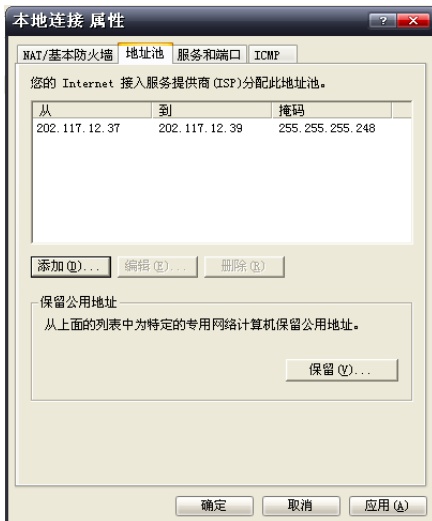 本地连接 属性
NAT/基本防火墙 地址池 服务和端口 ICMP
您的 Internet 接入服务提供商(ISP)分配此地址池。
从 到 掩码
202.117.12.37 202.117.12.39 255.255.255.248
添加(D)... 编辑(E)... 删除(R)
保留公用地址
从上面的列表中为特定的专用网络计算机保留公用地址。
保留(V)...
确定 取消 应用(A)